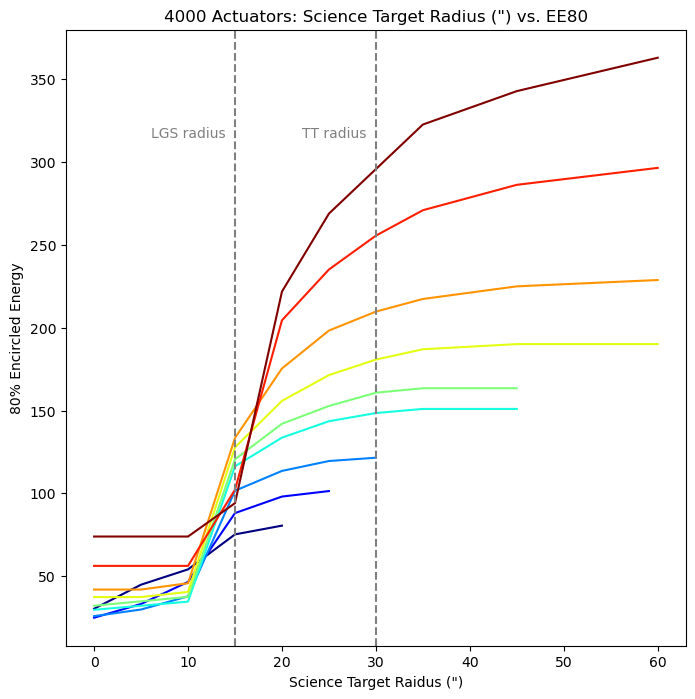 4000 Actuators: Science Target Radius (") vs. EE80
350
300
250
200
150
100
50
80% Encircled Energy
LGS radius
TT radius
0
10
20
30
40
50
60
Science Target Raidus (")